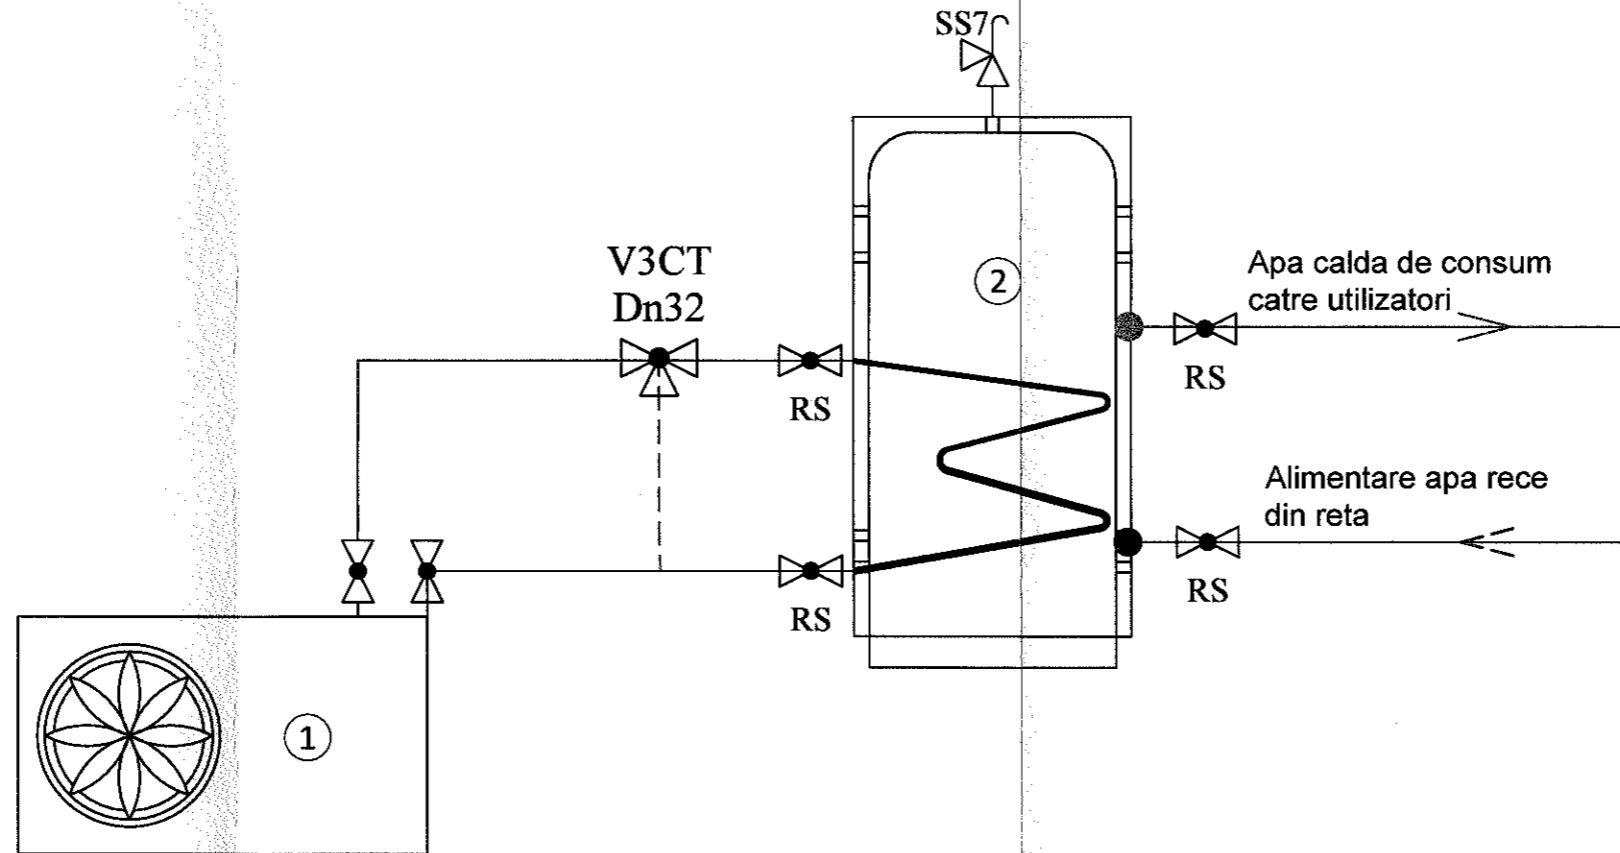 SS7
V3CT
Dn32
2
Apa calda de consum
catre utilizatori
RS
RS
Alimentare apa rece
din reta
RS
RS
1